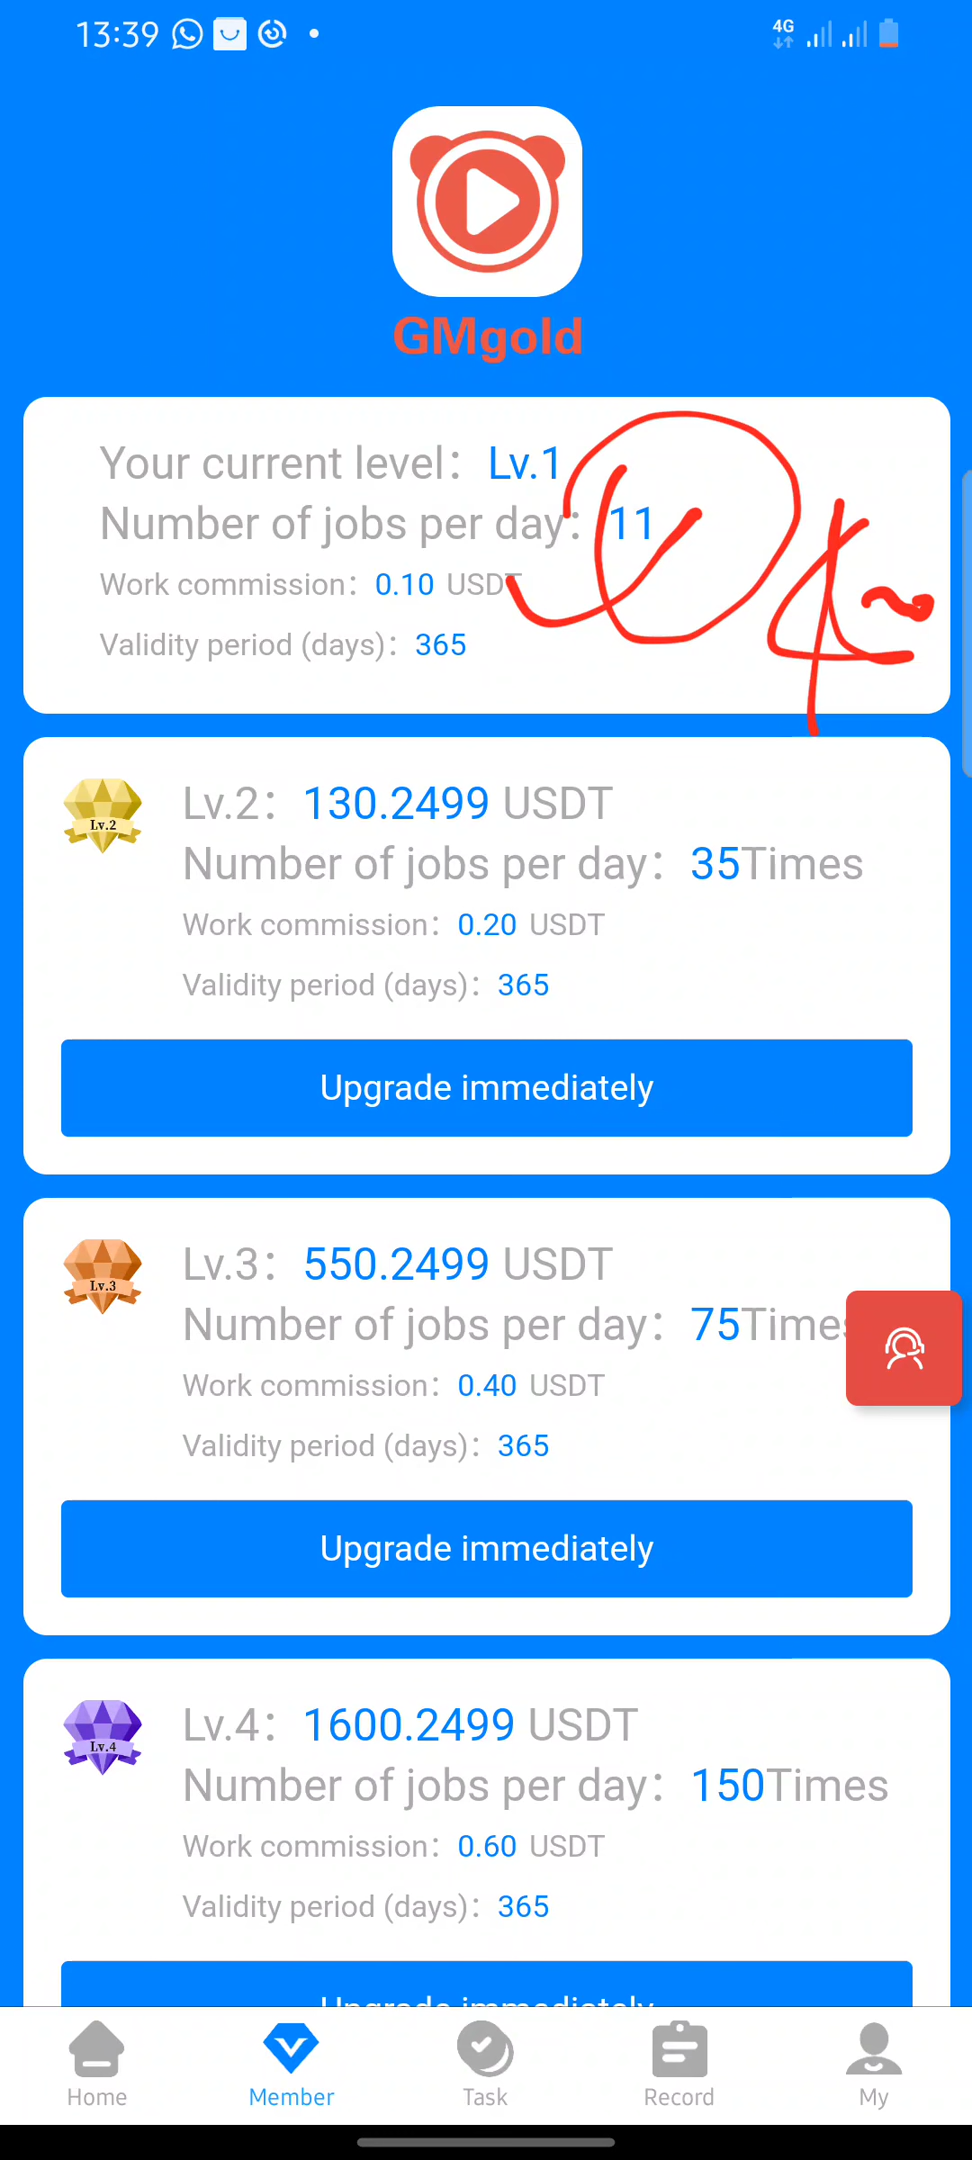 13:39
4G
GMgold
Your current level: Lv.1
Number of jobs per day: 11
Work commission: 0.10 USDT
Validity period (days): 365
Lv.2
Lv.2: 130.2499 USDT
Number of jobs per day: 35Times
Work commission: 0.20 USDT
Validity period (days): 365
Upgrade immediately
Lv.3
Lv.3: 550.2499 USDT
Number of jobs per day: 75Times
Work commission: 0.40 USDT
Validity period (days): 365
Upgrade immediately
Lv.4
Lv.4: 1600.2499 USDT
Number of jobs per day: 150Times
Work commission: 0.60 USDT
Validity period (days): 365
Upgrade immediately
Home
Member
Task
Record
My